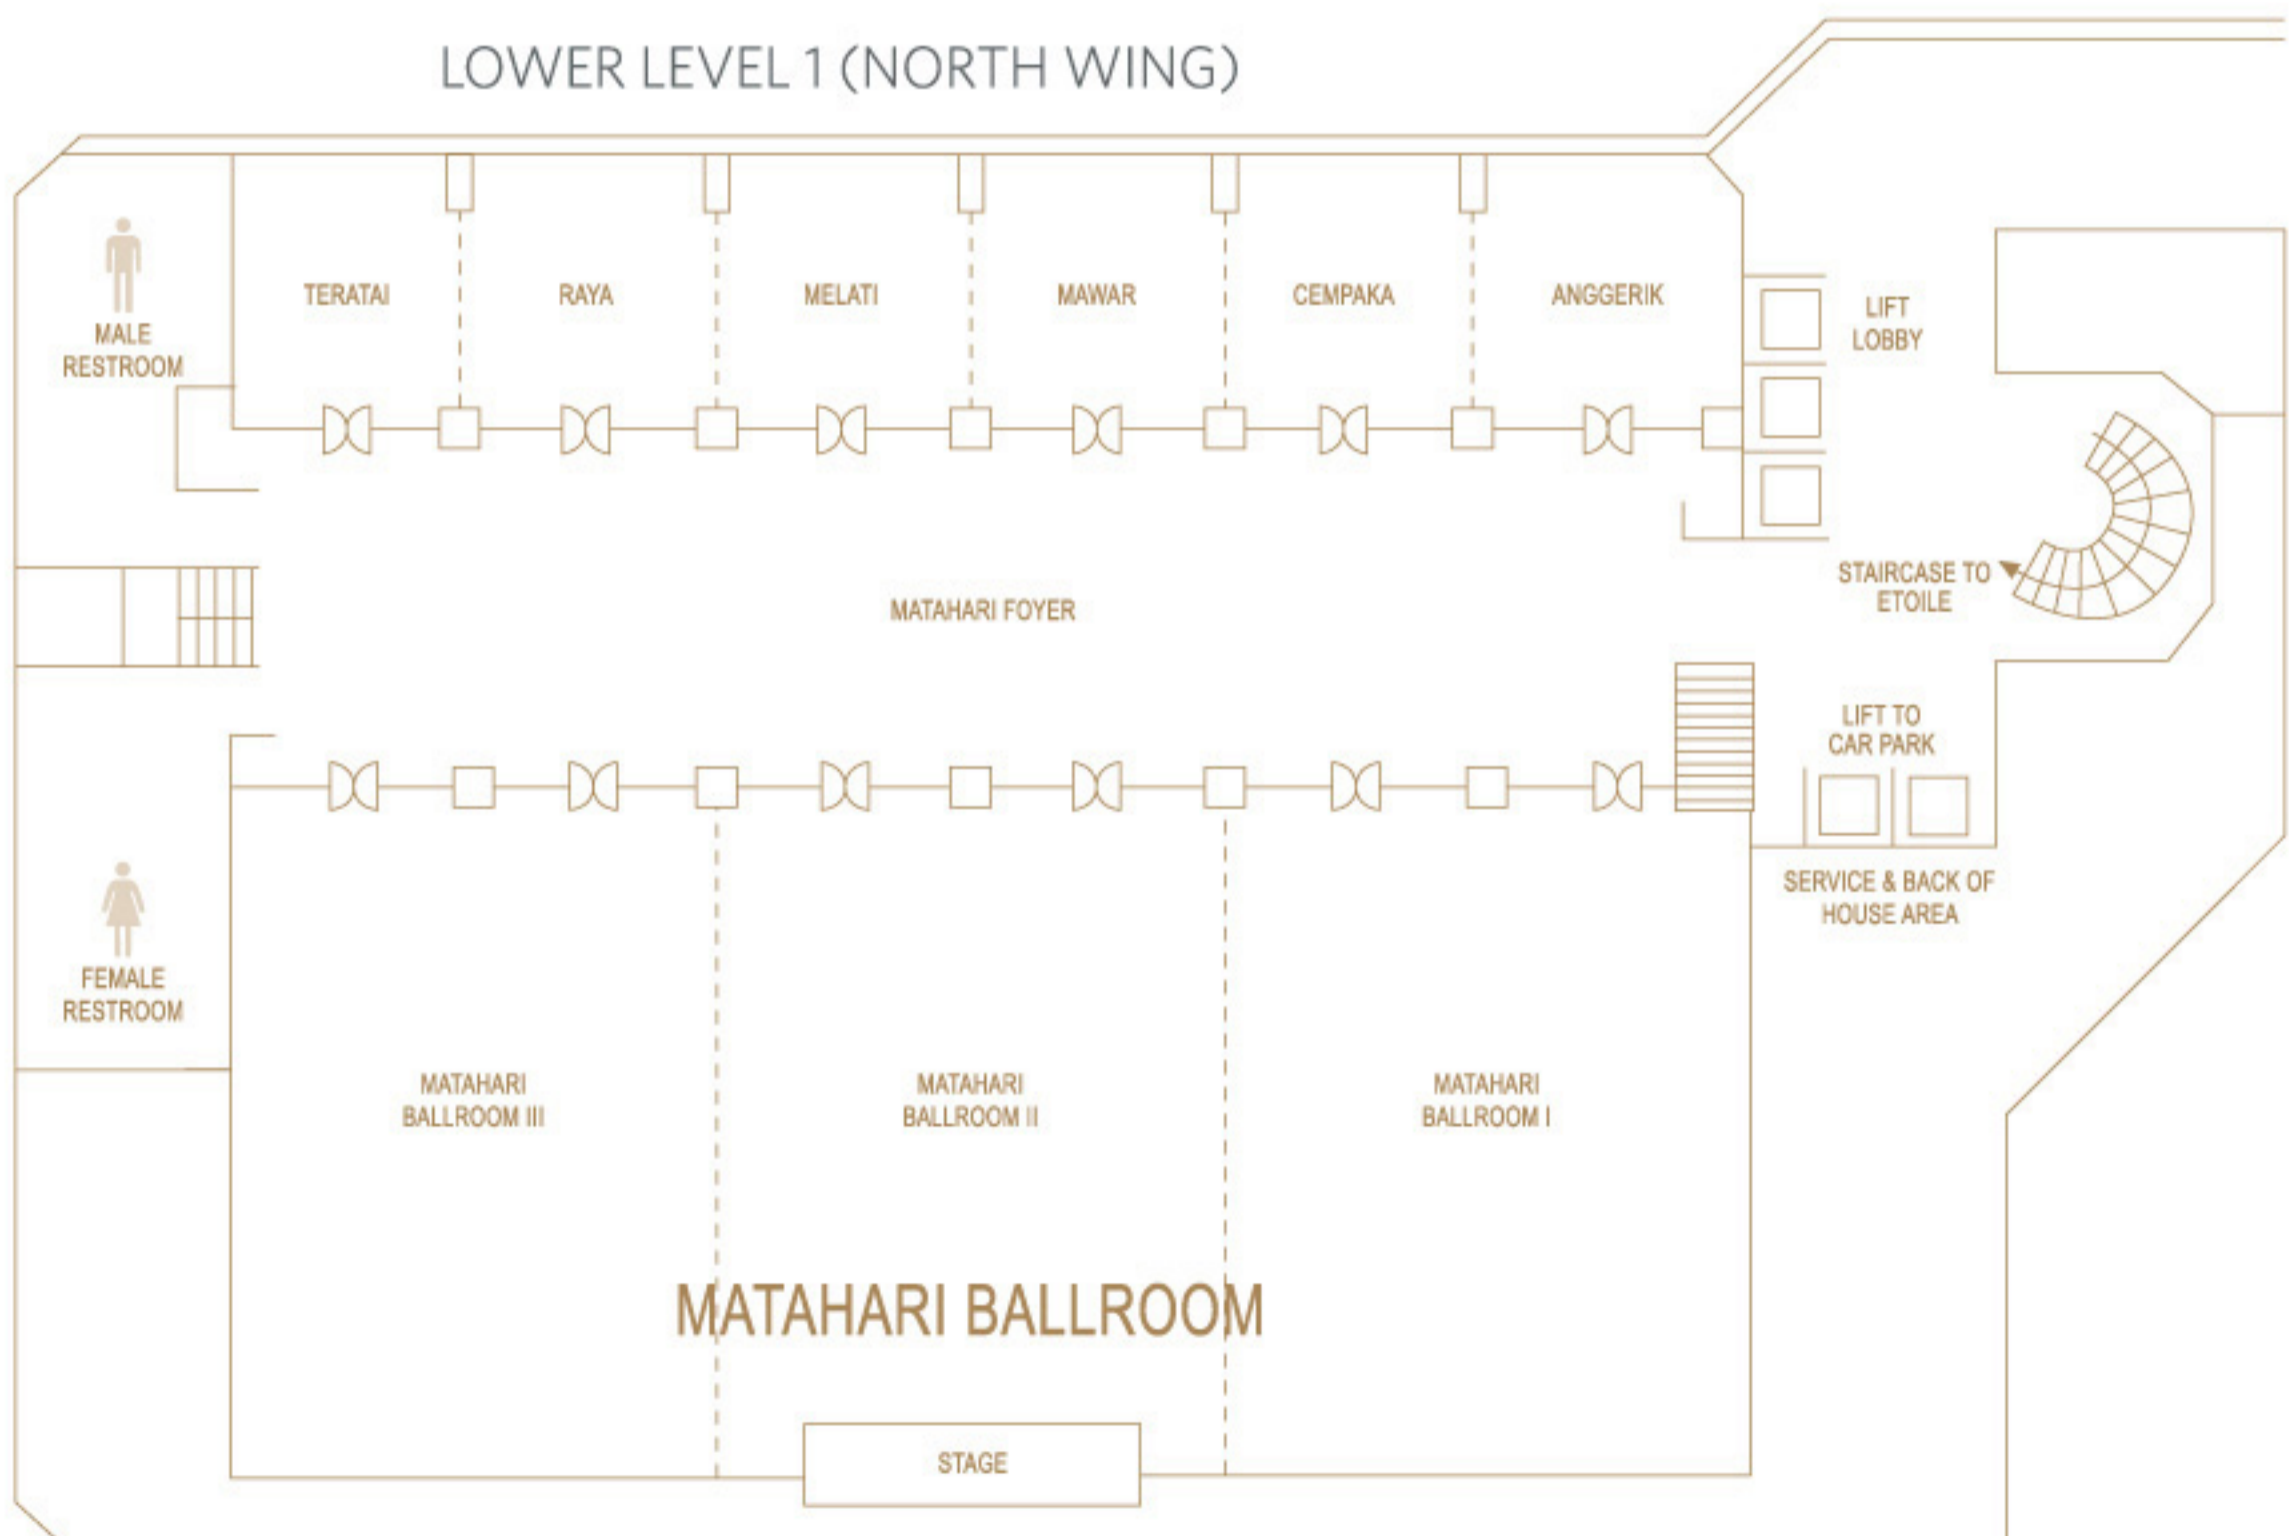 LOWER LEVEL 1 (NORTH WING)
TERATAI
RAYA
MELATI
MAWAR
CEMPAKA
ANGGERIK
MALE
RESTROOM
LIFT
LOBBY
STAIRCASE TO
ETOILE
MATAHARI FOYER
LIFT TO
CAR PARK
SERVICE & BACK OF
HOUSE AREA
FEMALE
RESTROOM
MATAHARI
BALLROOM III
MATAHARI
BALLROOM II
MATAHARI
BALLROOM I
MATAHARI BALLROOM
STAGE